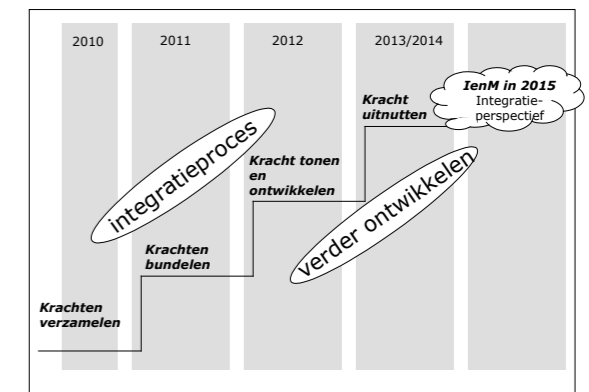 2010
2011
2012
2013/2014
IenM in 2015
Integratie-
perspectief
Kracht
uitnutten
integratieproces
Kracht tonen
en
ontwikkelen
verder ontwikkelen
Krachten
bundelen
Krachten
verzamelen